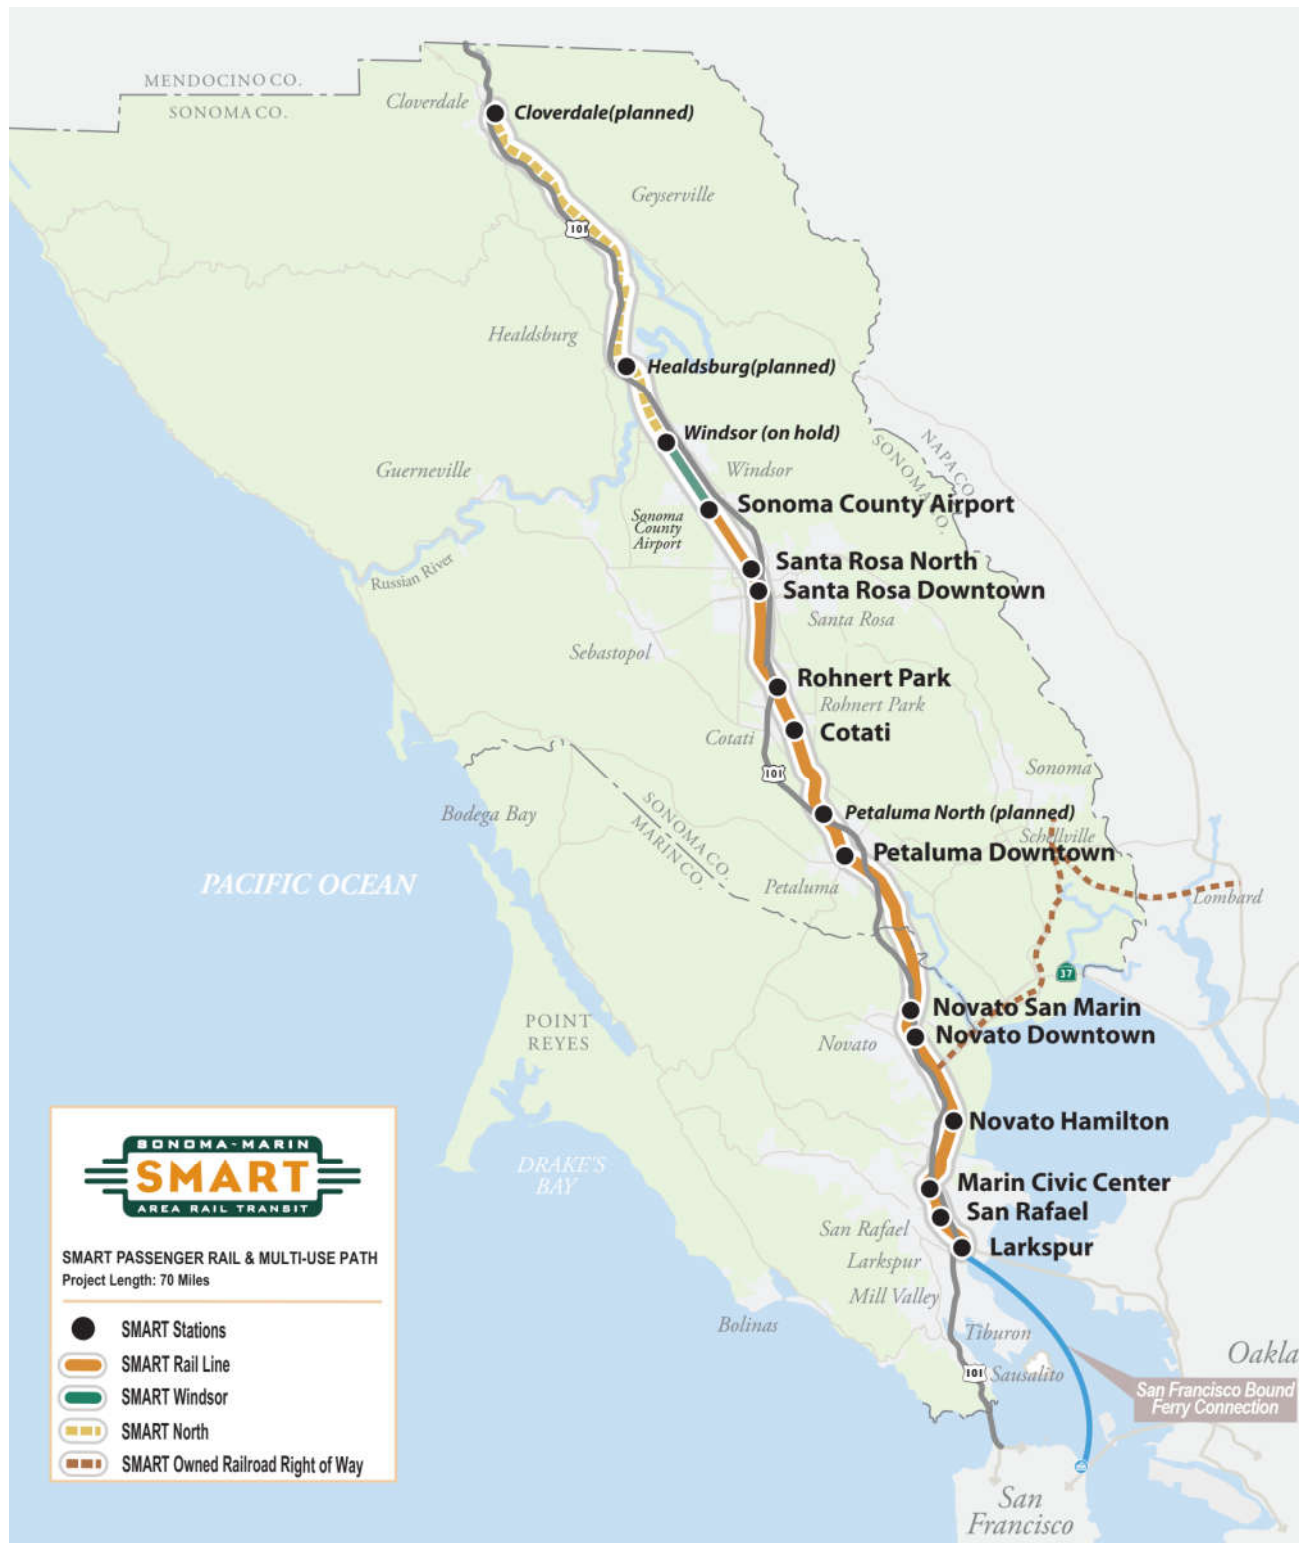 MENDOCINO CO.
SONOMA CO.
Cloverdale
Cloverdale(planned)
Geyserville
101
Healdsburg
Healdsburg(planned)
Windsor (on hold)
NAPA CO.
SONOMA CO.
Guerneville
Windsor
Sonoma
County
Airport
Sonoma County Airport
Russian River
Santa Rosa North
Santa Rosa Downtown
Santa Rosa
Sebastopol
Rohnert Park
Rohnert Park
Cotati
Cotati
101
Sonoma
SONOMA CO.
MARIN CO.
Bodega Bay
Petaluma North (planned)
Schellville
Petaluma Downtown
PACIFIC OCEAN
Petaluma
Lombard
37
Novato San Marin
Novato Downtown
Novato
POINT
REYES
Novato Hamilton
DRAKE'S
BAY
Marin Civic Center
San Rafael
San Rafael
Larkspur
Larkspur
Mill Valley
Bolinas
Tiburon
Sausalito
101
Oakla
San Francisco Bound
Ferry Connection
San
Francisco
SONOMA-MARIN
SMART
AREA RAIL TRANSIT
SMART PASSENGER RAIL & MULTI-USE PATH
Project Length: 70 Miles
SMART Stations
SMART Rail Line
SMART Windsor
SMART North
SMART Owned Railroad Right of Way